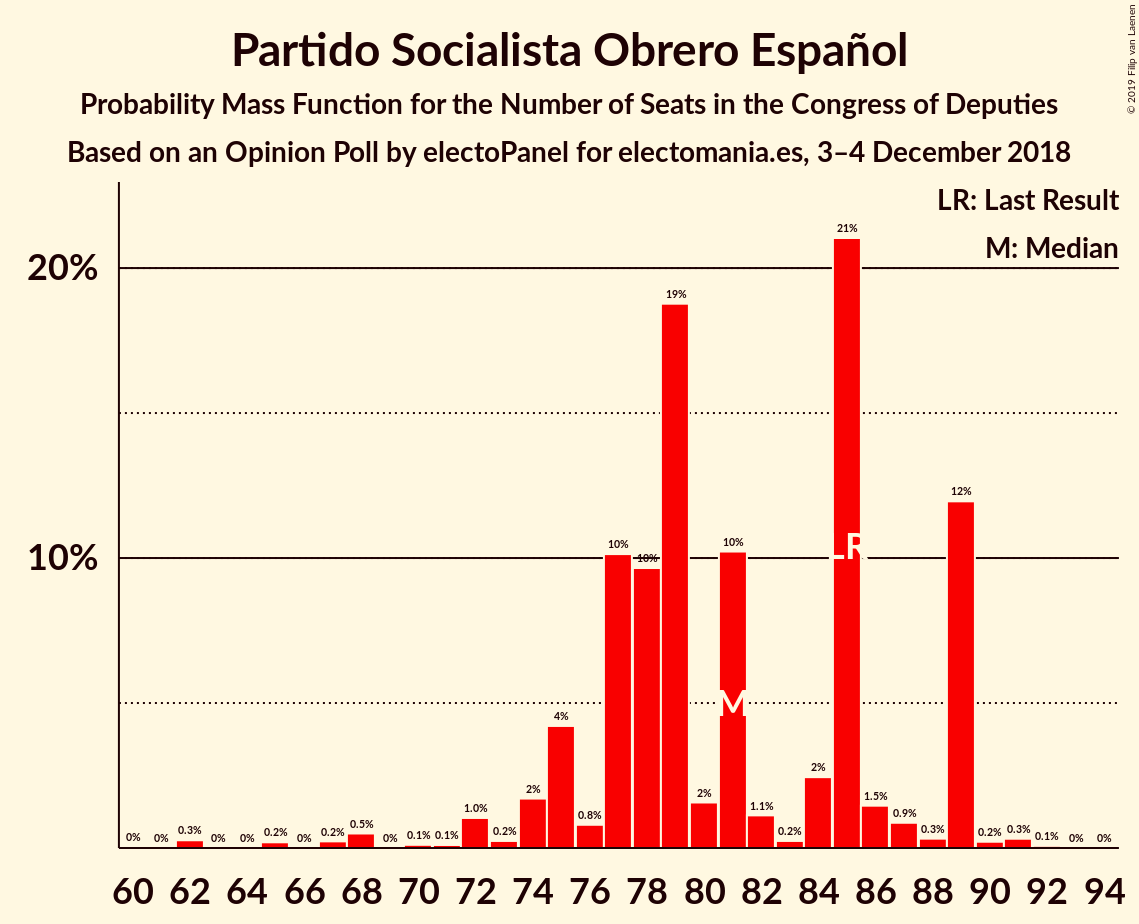 Partido Socialista Obrero Español
Probability Mass Function for the Number of Seats in the Congress of Deputies
Based on an Opinion Poll by electoPanel for electomania.es, 3–4 December 2018
© 2019 Filip van Laenen
LR: Last Result
M: Median
20%
10%
0% 0% 0.3% 0% 0% 0.2% 0% 0.2% 0.5% 0% 0.1% 0.1% 1.0% 0.2% 2% 4% 0.8% 10% 10% 19% 2% 10% 1.1% 0.2% 2% 21% 1.5% 0.9% 0.3% 12% 0.2% 0.3% 0.1% 0% 0%
LR
M
60 62 64 66 68 70 72 74 76 78 80 82 84 86 88 90 92 94